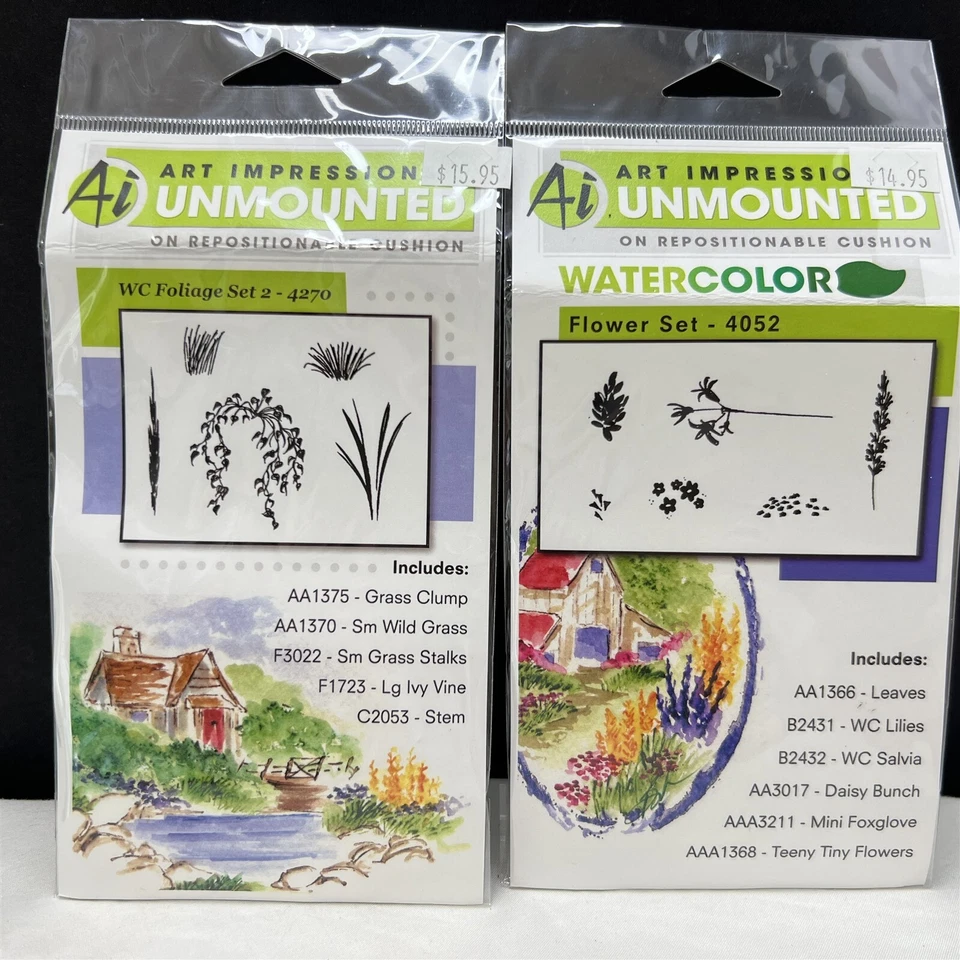 Ai
ART IMPRESSION
$15.95
UNMOUNTED
ON REPOSITIONABLE CUSHION
WC Foliage Set 2 - 4270
Includes:
AA1375 - Grass Clump
AA1370 - Sm Wild Grass
F3022 - Sm Grass Stalks
F1723 - Lg Ivy Vine
C2053 - Stem
Ai
ART IMPRESSIO
$14.95
UNMOUNTED
ON REPOSITIONABLE CUSHION
WATERCOLOR
Flower Set - 4052
Includes:
AA1366 - Leaves
B2431 - WC Lilies
B2432 - WC Salvia
AA3017 - Daisy Bunch
AAA3211 - Mini Foxglove
AAA1368 - Teeny Tiny Flowers